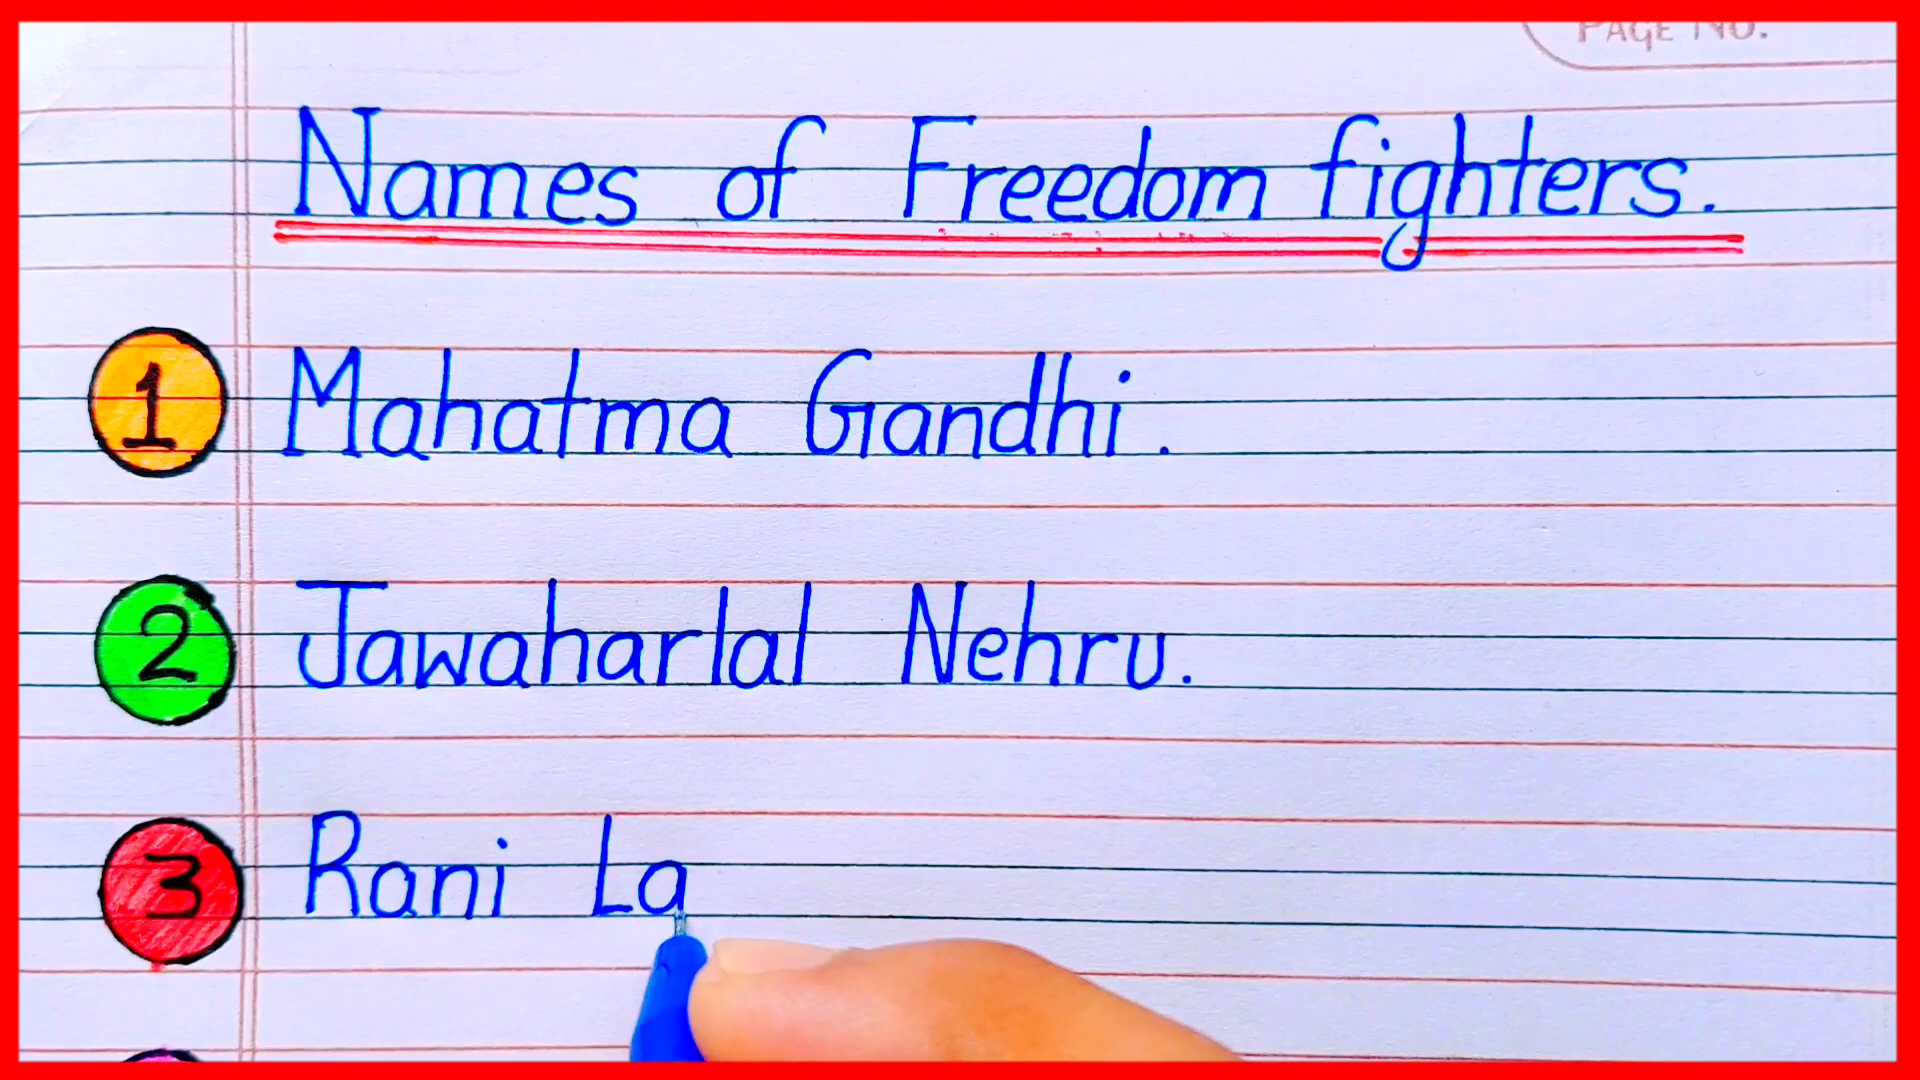 PAGE NO.
Names of Freedom fighters.
1 Mahatma Gandhi.
2 Jawaharlal Nehru.
3 Rani La